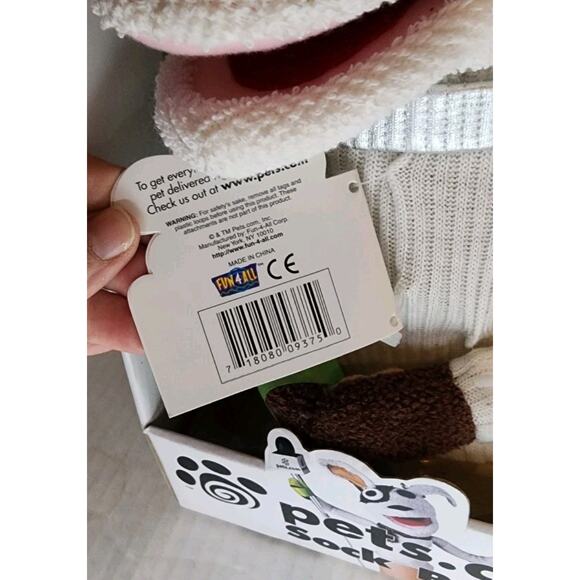 To get every
pet delivered
Check us out at www.pets.com
WARNING: For safety's sake, remove all tags and
plastic loops before using this product. These
attachments are not part of this product.
© & TM Pets.com, Inc.
Manufactured by: Fun-4-All Corp.
New York, NY 10010
http://www.fun-4-all.com
MADE IN CHINA
FUN4ALL™ CE
7 18080 09375 0
pets.com
pets.c
Sock